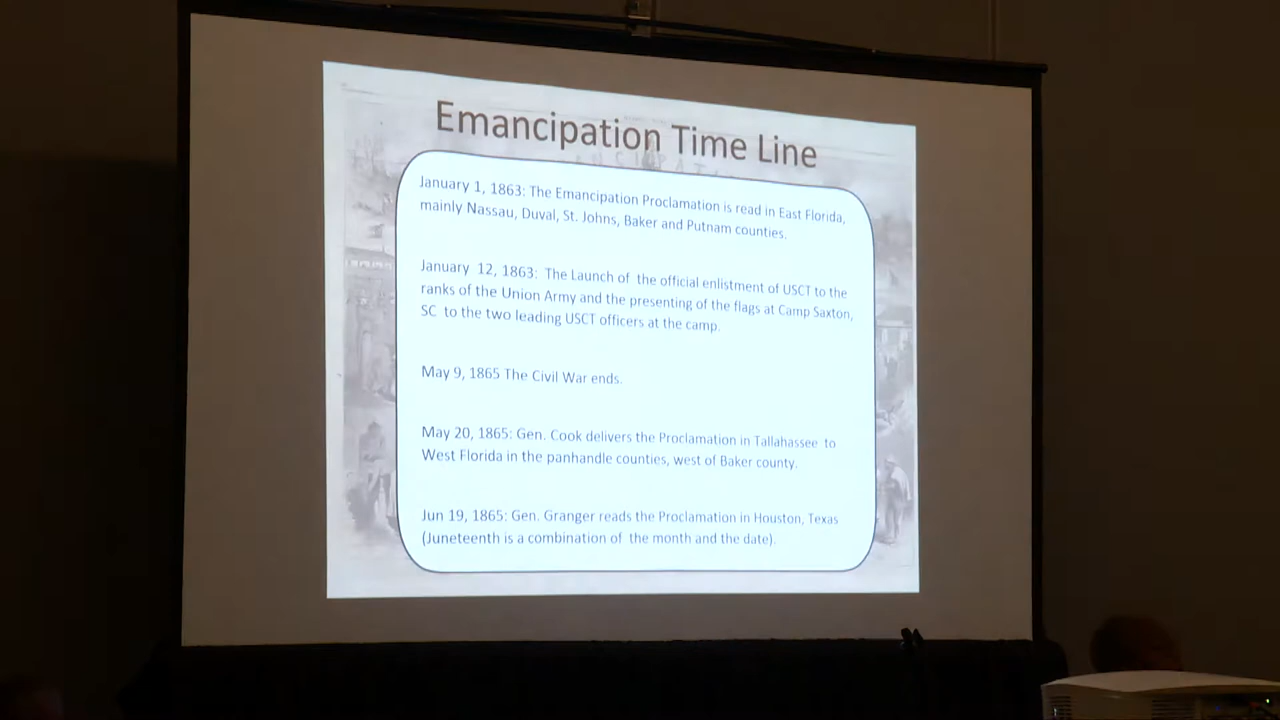 Emancipation Time Line
January 1, 1863: The Emancipation Proclamation is read in East Florida,
mainly Nassau, Duval, St. Johns, Baker and Putnam counties.
January 12, 1863: The Launch of the official enlistment of USCT to the
ranks of the Union Army and the presenting of the flags at Camp Saxton,
SC to the two leading USCT officers at the camp.
May 9, 1865 The Civil War ends.
May 20, 1865: Gen. Cook delivers the Proclamation in Tallahassee to
West Florida in the panhandle counties, west of Baker county.
Jun 19, 1865: Gen. Granger reads the Proclamation in Houston, Texas
(Juneteenth is a combination of the month and the date).